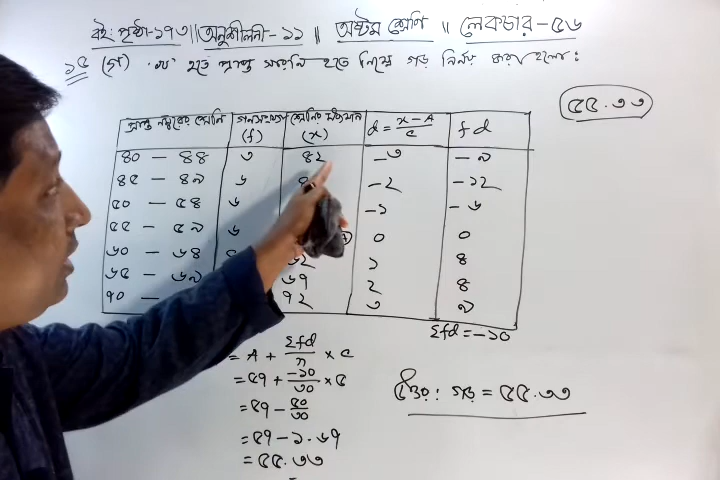 বই: পৃষ্ঠা-১৭৩ || অনুশীলনী-১১ || অষ্টম শ্রেণি || লেকচার-৫৬
১৫ (গ) 'খ' হতে প্রাপ্ত সারণি হতে নিম্নে গড় নির্ণয় করা হলো:
৫৫.৩৩
প্রাপ্ত নম্বরের শ্রেণি গণসংখ্যা (f) শ্রেণির মধ্যমান (x) d = x-A/c fd
৪০ - ৪৪ ৩ ৪২ -৩ -৯
৪৫ - ৪৯ ৬ -২ -১২
৫০ - ৫৪ ৬ -১ -৬
৫৫ - ৫৯ ৬ ০ ০
৬০ - ৬৪ ৬২ ১ ৪
৬৫ - ৬৯ ৬৭ ২ ৪
৭০ - ৭২ ৩ ৯
Σfd = -১০
= A + Σfd/n × c
= ৫৭ + -১০/৩০ × ৫
= ৫৭ - ৫০/৩০
= ৫৭ - ১.৬৭
= ৫৫.৩৩
উত্তর: গড় = ৫৫.৩৩